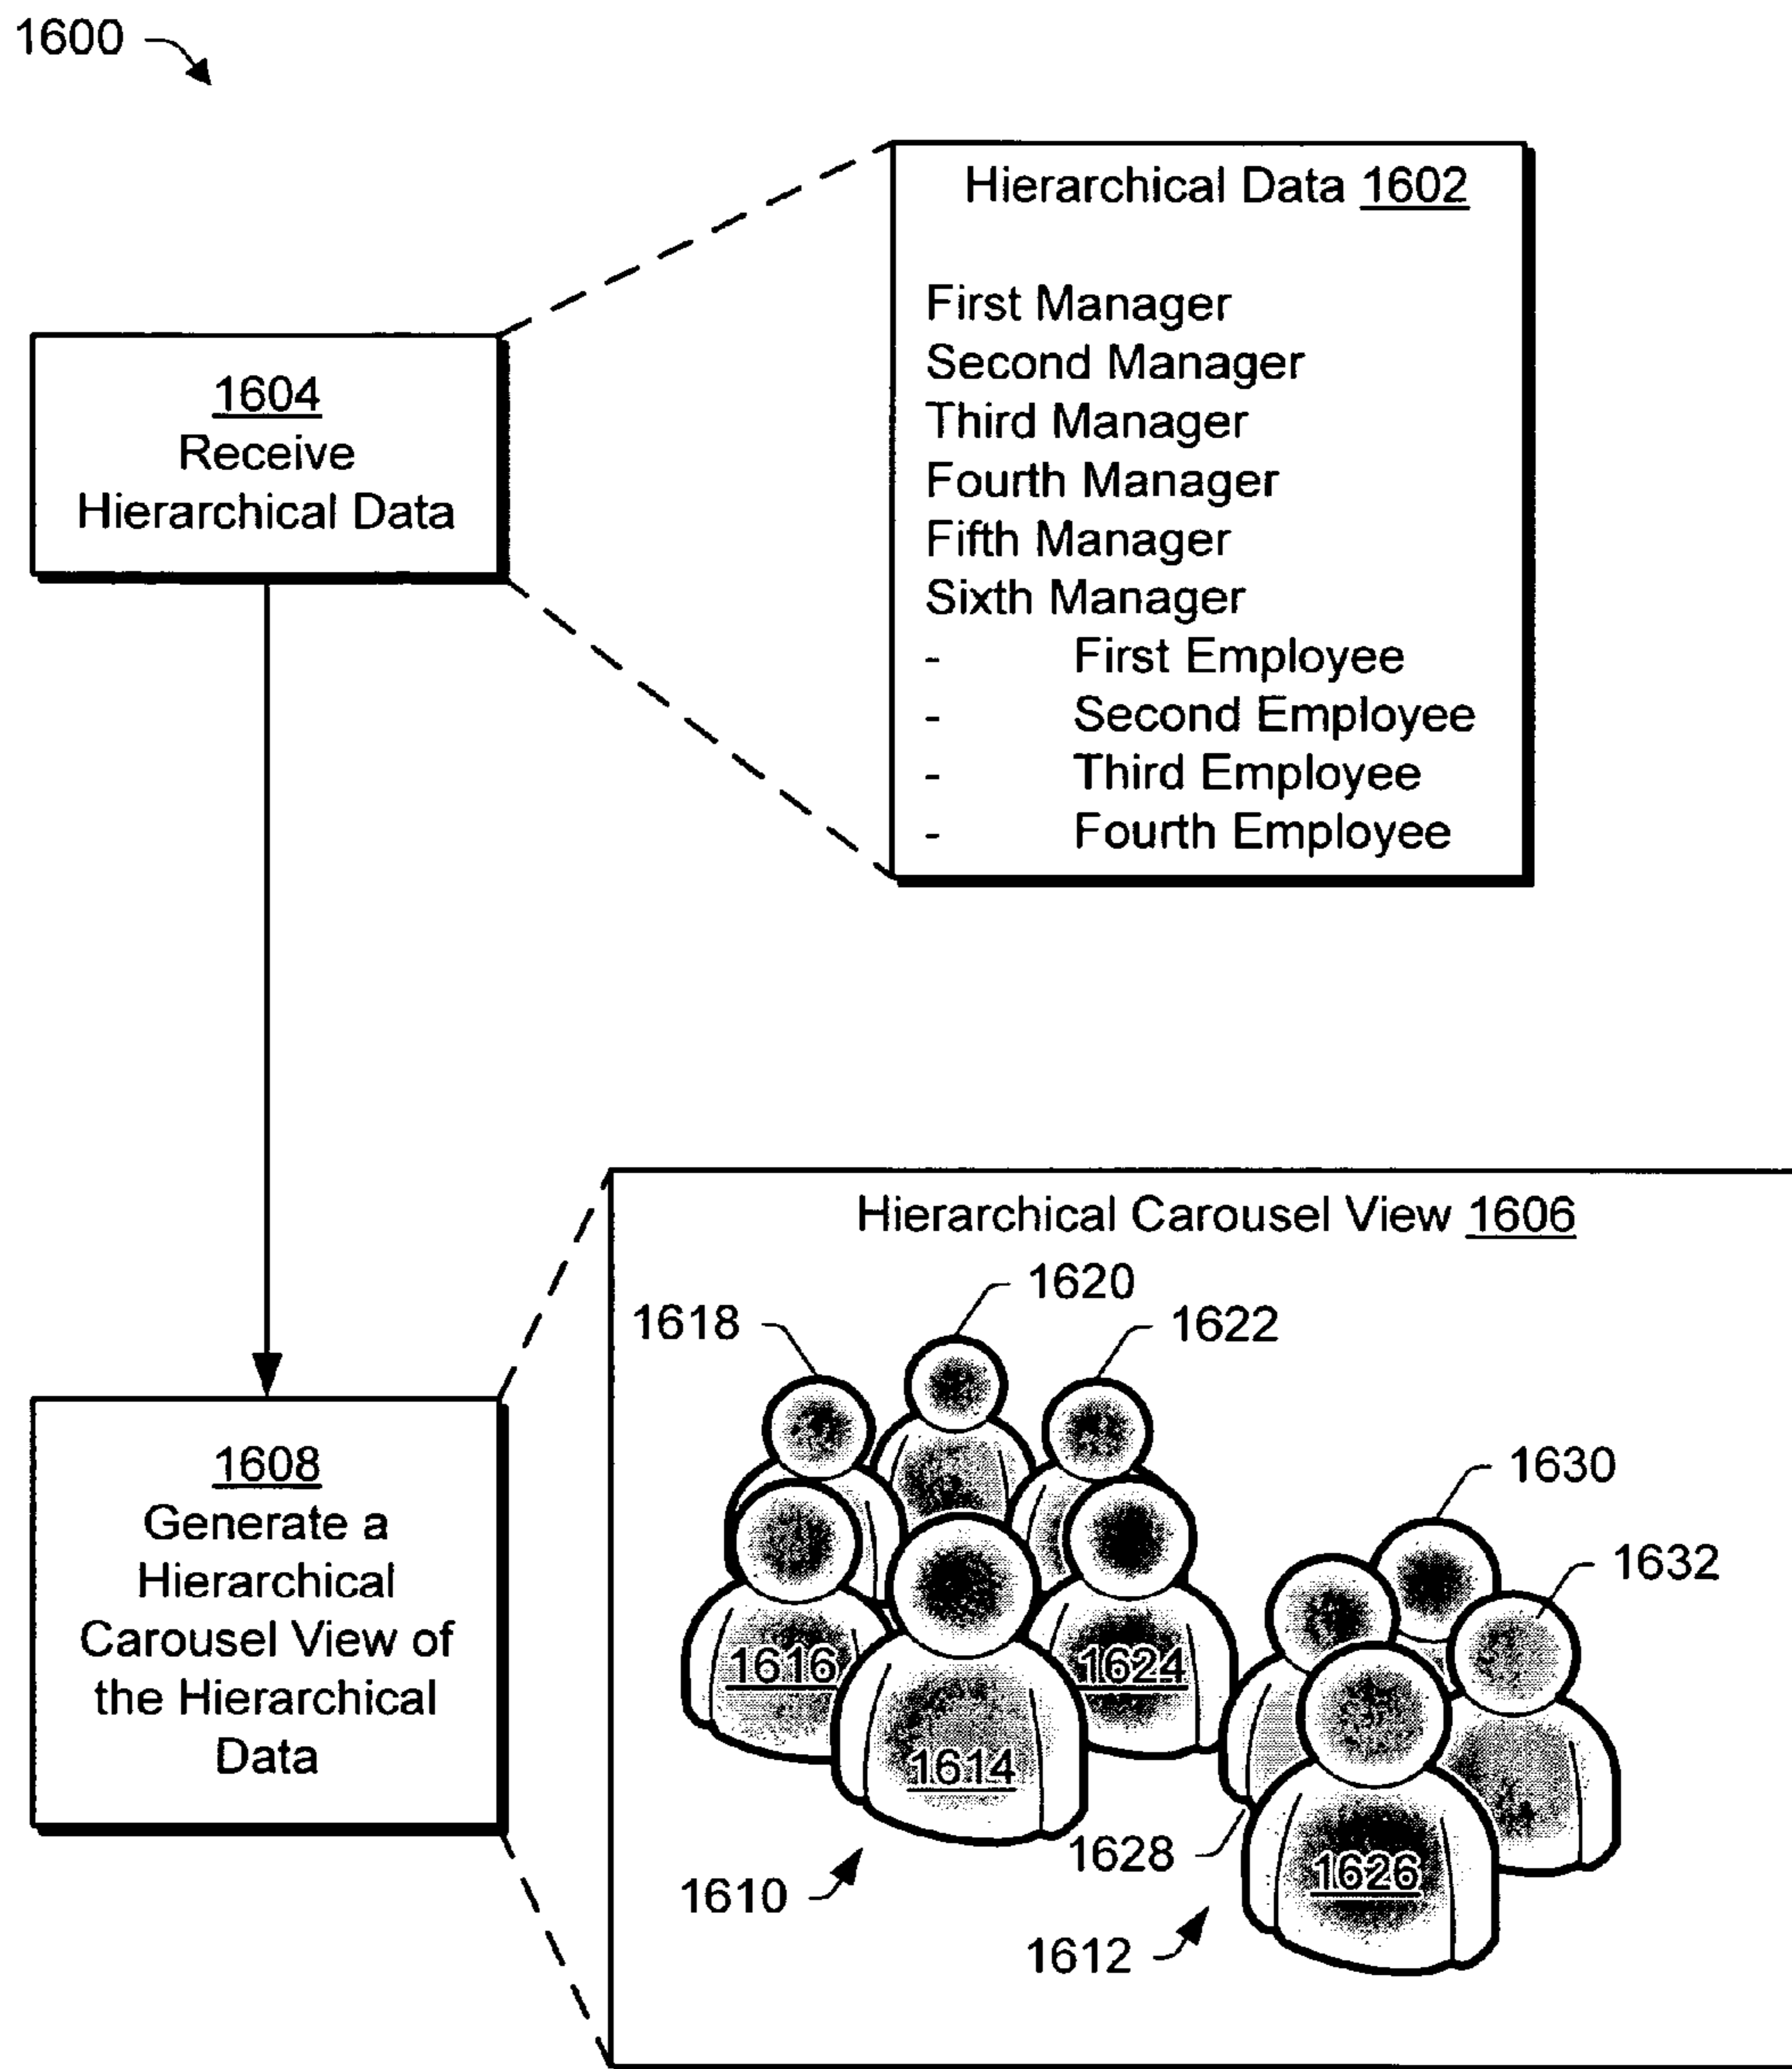 1600
Hierarchical Data 1602
First Manager
Second Manager
Third Manager
Fourth Manager
Fifth Manager
Sixth Manager
- First Employee
- Second Employee
- Third Employee
- Fourth Employee
1604
Receive
Hierarchical Data
Hierarchical Carousel View 1606
1620
1618
1622
1630
1632
1616
1624
1614
1628
1626
1610
1612
1608
Generate a
Hierarchical
Carousel View of
the Hierarchical
Data